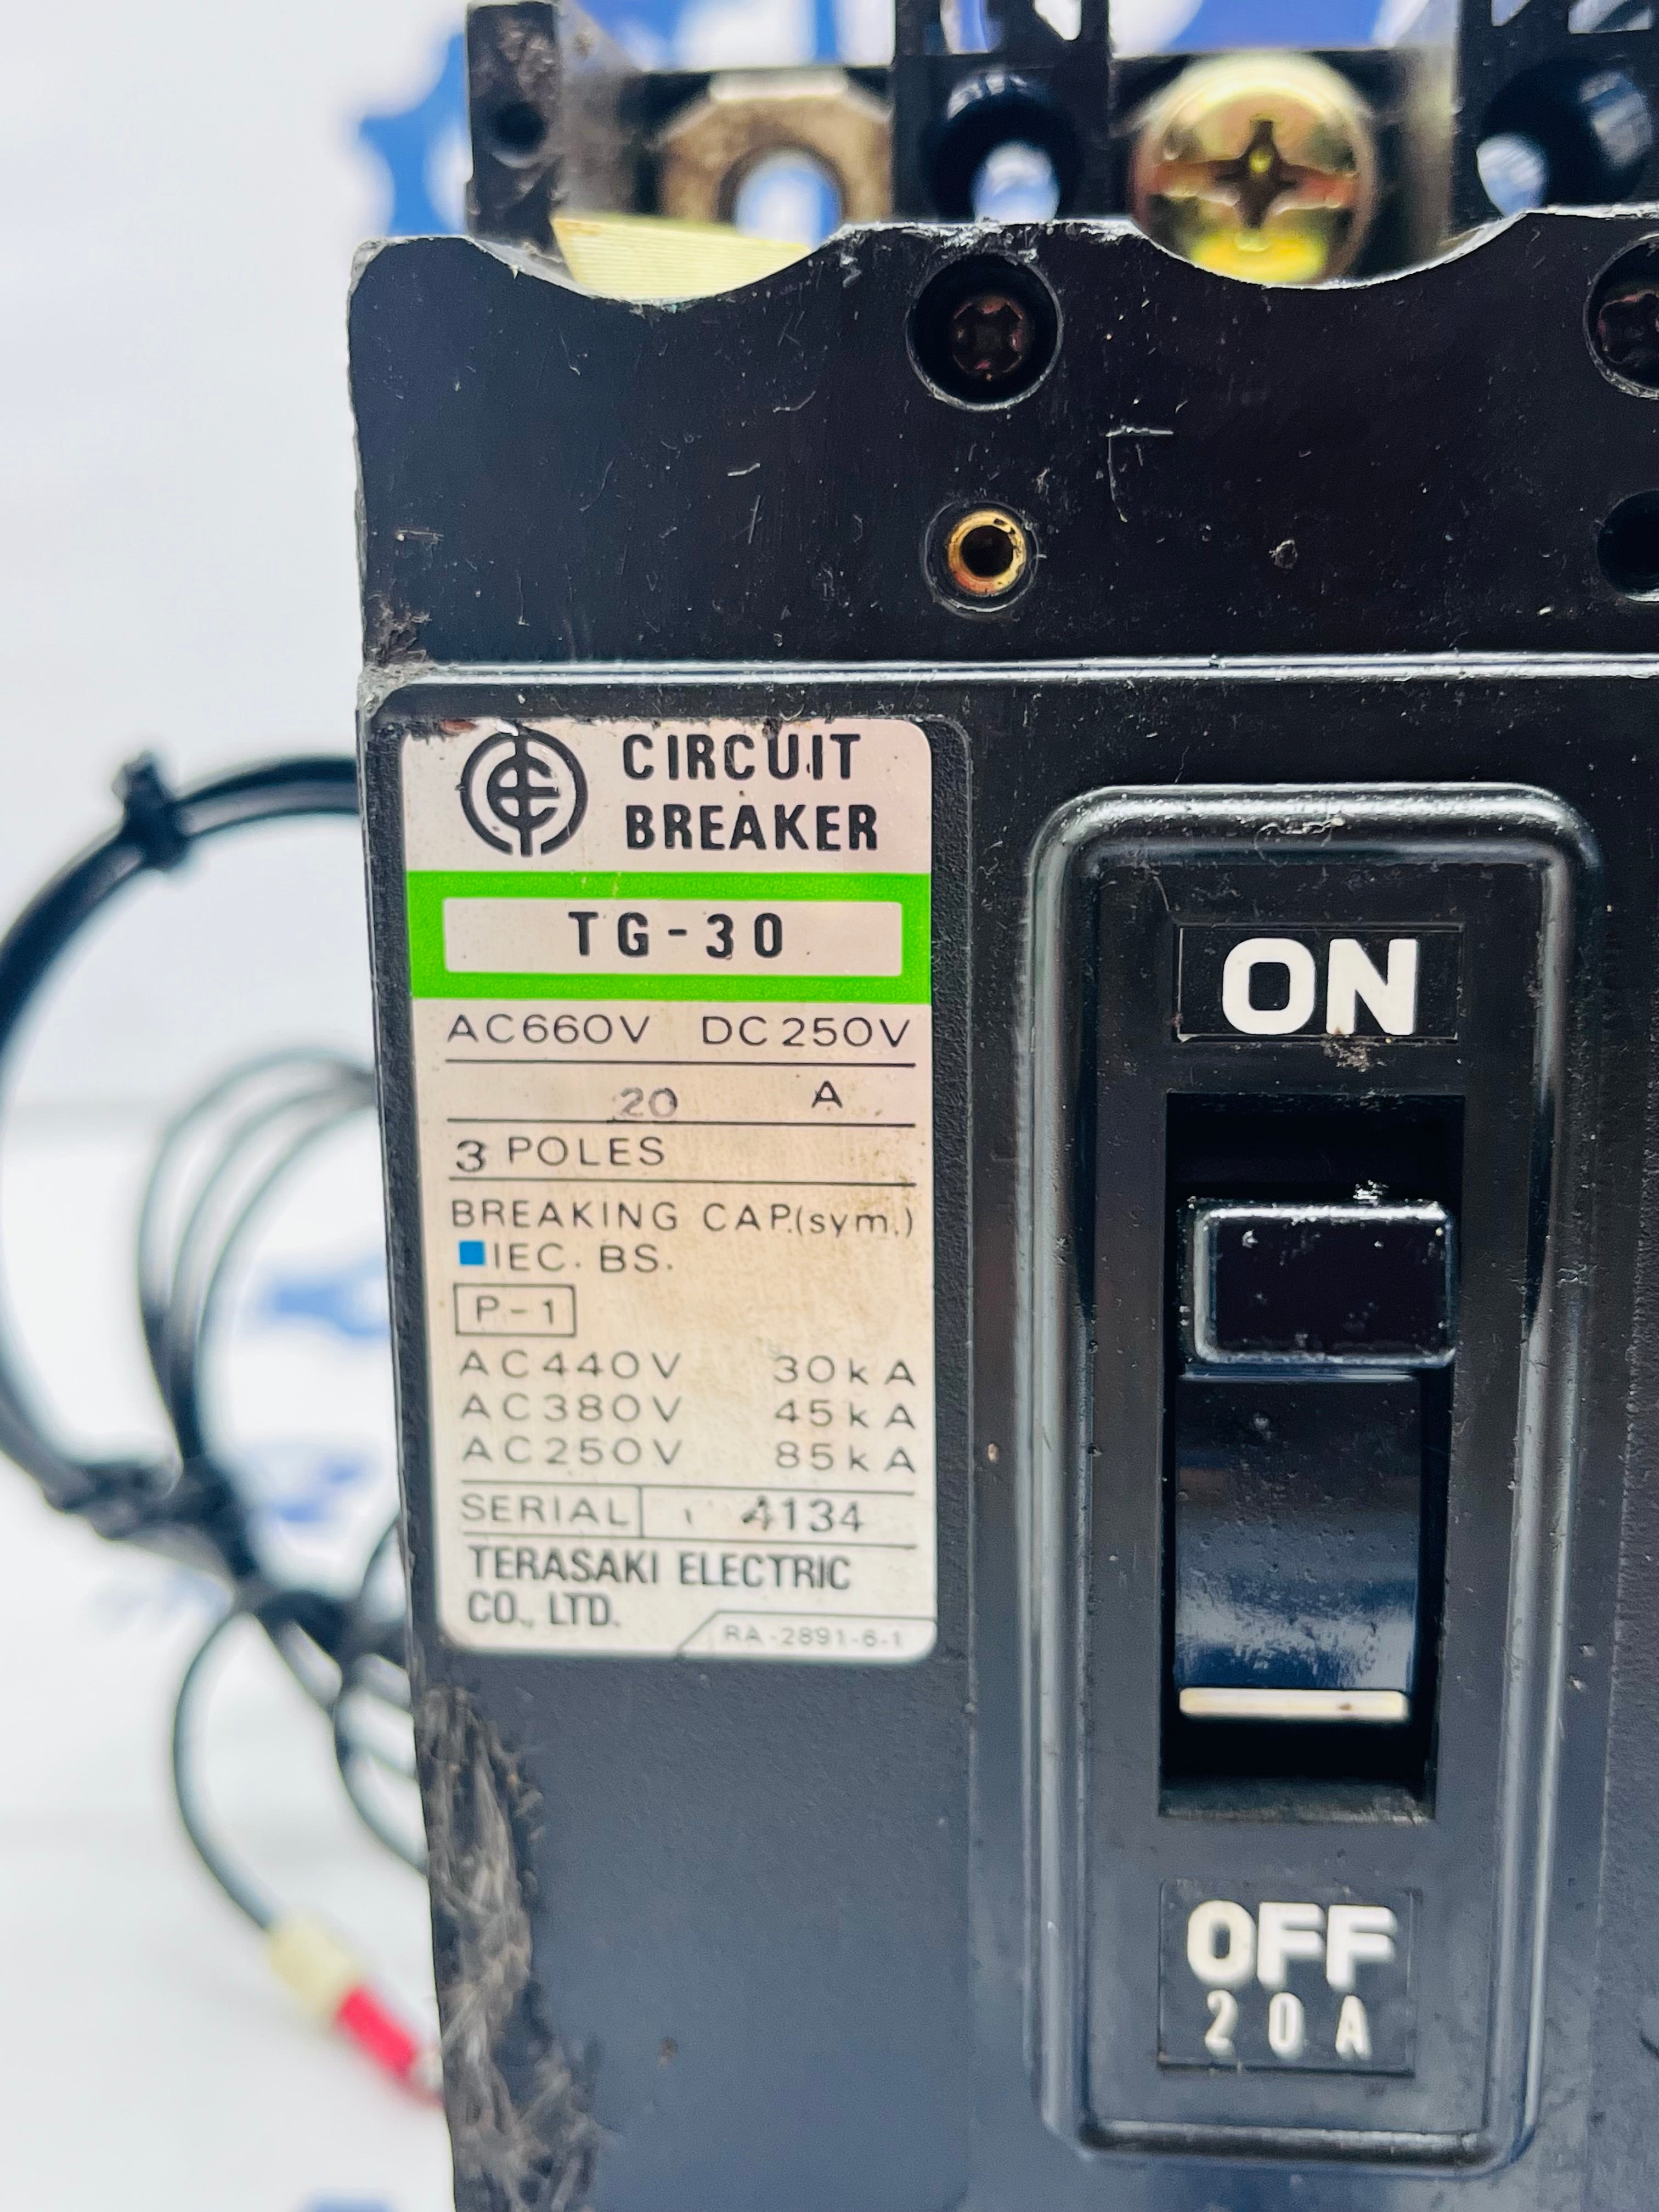 CIRCUIT
BREAKER
TG-30
AC660V DC250V
20 A
3 POLES
BREAKING CAP.(sym.)
IEC. BS.
P-1
AC440V 30kA
AC380V 45kA
AC250V 85kA
SERIAL 4134
TERASAKI ELECTRIC
CO., LTD.
RA-2891-6-1
ON
OFF
20A